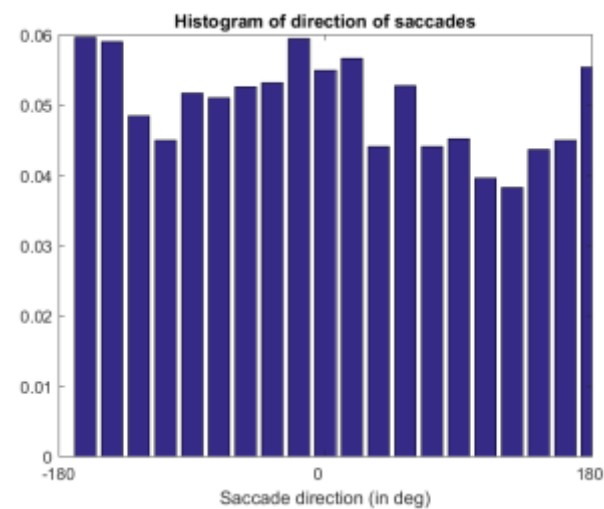 Histogram of direction of saccades
0.06
0.05
0.04
0.03
0.02
0.01
0
-180 0 180
Saccade direction (in deg)